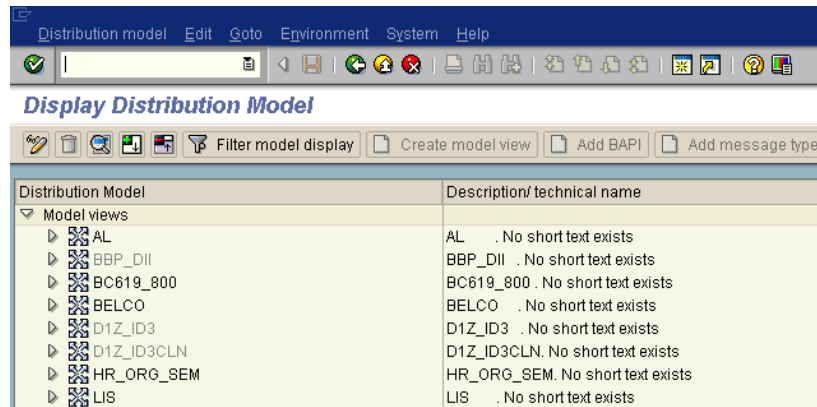 Distribution model Edit Goto Environment System Help
Display Distribution Model
Filter model display Create model view Add BAPI Add message type
Distribution Model Description/ technical name
Model views
AL AL . No short text exists
BBP_DII BBP_DII . No short text exists
BC619_800 BC619_800 . No short text exists
BELCO BELCO . No short text exists
D1Z_ID3 D1Z_ID3 . No short text exists
D1Z_ID3CLN D1Z_ID3CLN. No short text exists
HR_ORG_SEM HR_ORG_SEM. No short text exists
LIS LIS . No short text exists